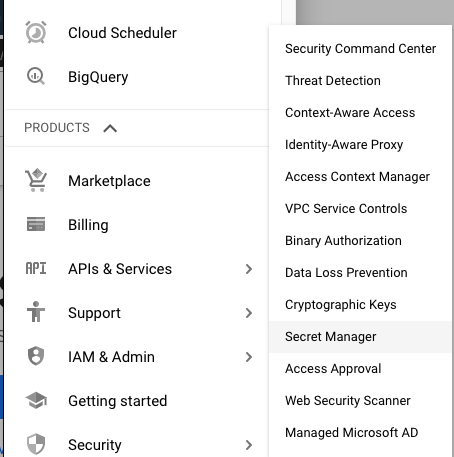 Cloud Scheduler
BigQuery
PRODUCTS
Marketplace
Billing
API APIs & Services
Support
IAM & Admin
Getting started
Security
Security Command Center
Threat Detection
Context-Aware Access
Identity-Aware Proxy
Access Context Manager
VPC Service Controls
Binary Authorization
Data Loss Prevention
Cryptographic Keys
Secret Manager
Access Approval
Web Security Scanner
Managed Microsoft AD